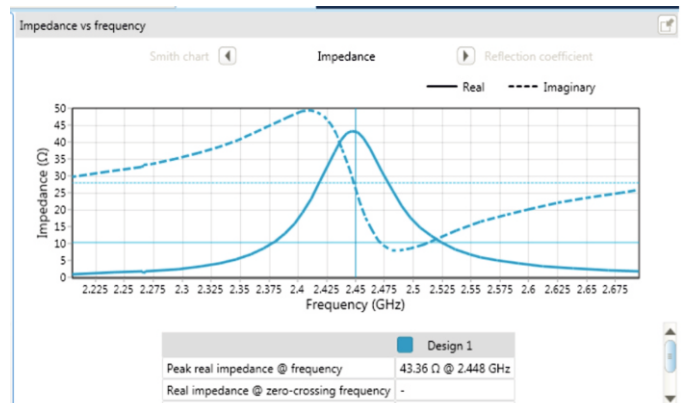 Impedance vs frequency
Smith chart Impedance Reflection coefficient
Real Imaginary
50
45
40
35
30
25
20
15
10
5
0
Impedance (Ω)
2.225 2.25 2.275 2.3 2.325 2.35 2.375 2.4 2.425 2.45 2.475 2.5 2.525 2.55 2.575 2.6 2.625 2.65 2.675
Frequency (GHz)
Design 1
Peak real impedance @ frequency 43.36 Ω @ 2.448 GHz
Real impedance @ zero-crossing frequency -